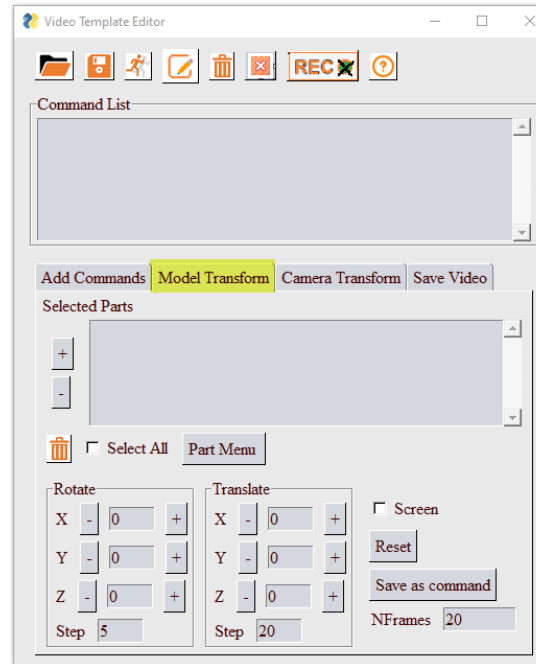 Video Template Editor
REC
Command List
Add Commands Model Transform Camera Transform Save Video
Selected Parts
+
-
Select All Part Menu
Rotate Translate
X - 0 + X - 0 + Screen
Y - 0 + Y - 0 + Reset
Z - 0 + Z - 0 + Save as command
Step 5 Step 20 NFrames 20